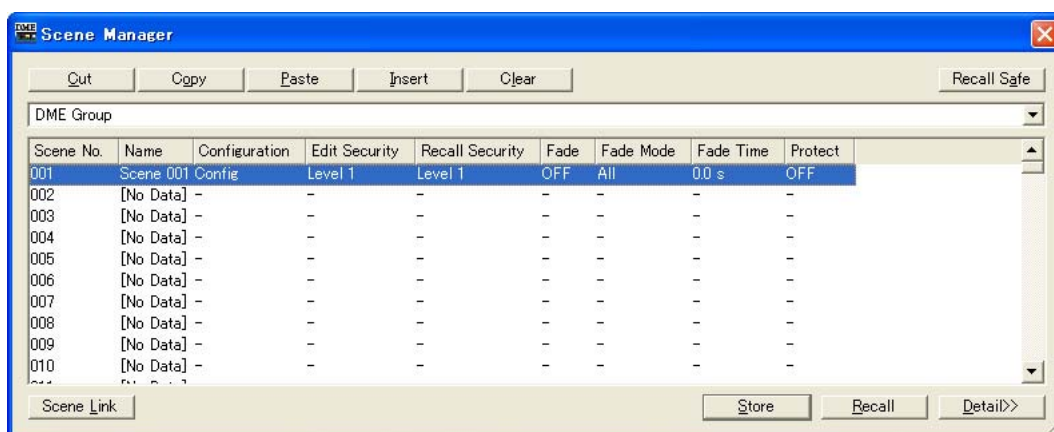 DME Scene Manager
Cut Copy Paste Insert Clear Recall Safe
DME Group
Scene No. Name Configuration Edit Security Recall Security Fade Fade Mode Fade Time Protect
001 Scene 001 Config Level 1 Level 1 OFF All 0.0 s OFF
002 [No Data] - - - - - - -
003 [No Data] - - - - - - -
004 [No Data] - - - - - - -
005 [No Data] - - - - - - -
006 [No Data] - - - - - - -
007 [No Data] - - - - - - -
008 [No Data] - - - - - - -
009 [No Data] - - - - - - -
010 [No Data] - - - - - - -
Scene Link Store Recall Detail>>